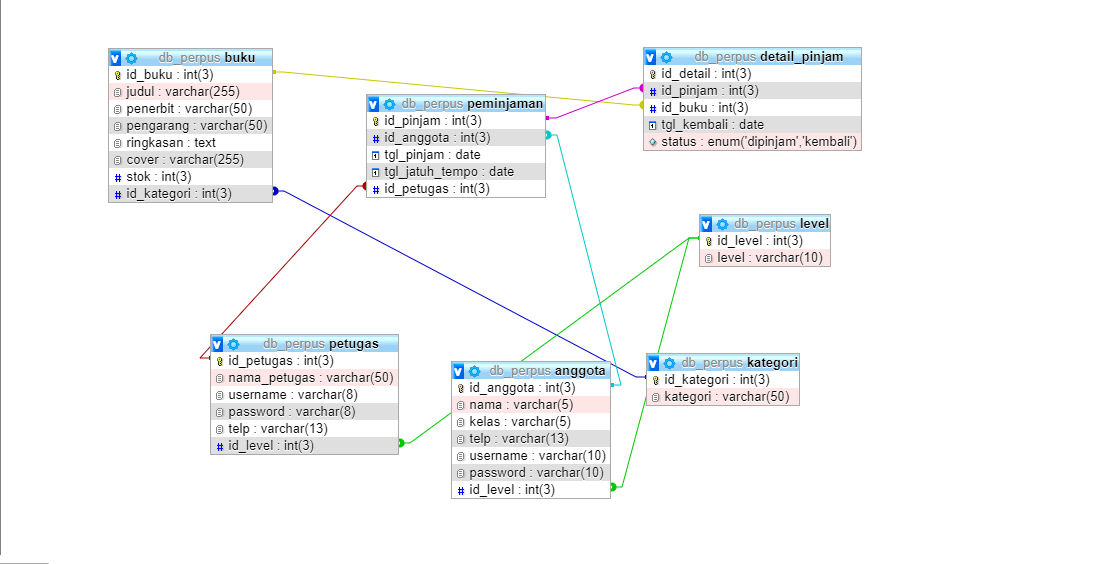 db_perpus buku
id_buku : int(3)
judul : varchar(255)
penerbit : varchar(50)
pengarang : varchar(50)
ringkasan : text
cover : varchar(255)
stok : int(3)
id_kategori : int(3)
db_perpus peminjaman
id_pinjam : int(3)
id_anggota : int(3)
tgl_pinjam : date
tgl_jatuh_tempo : date
id_petugas : int(3)
db_perpus detail_pinjam
id_detail : int(3)
id_pinjam : int(3)
id_buku : int(3)
tgl_kembali : date
status : enum('dipinjam','kembali')
db_perpus level
id_level : int(3)
level : varchar(10)
db_perpus petugas
id_petugas : int(3)
nama_petugas : varchar(50)
username : varchar(8)
password : varchar(8)
telp : varchar(13)
id_level : int(3)
db_perpus anggota
id_anggota : int(3)
nama : varchar(5)
kelas : varchar(5)
telp : varchar(13)
username : varchar(10)
password : varchar(10)
id_level : int(3)
db_perpus kategori
id_kategori : int(3)
kategori : varchar(50)